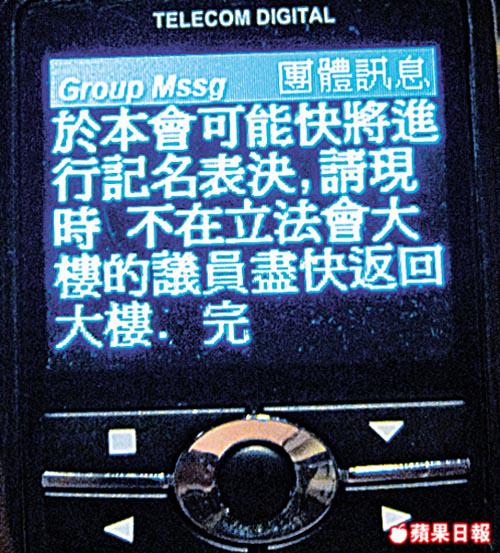 TELECOM DIGITAL
Group Mssg 團體訊息
於本會可能快將進
行記名表決,請現
時 不在立法會大
樓的議員盡快返回
大樓. 完
蘋果日報